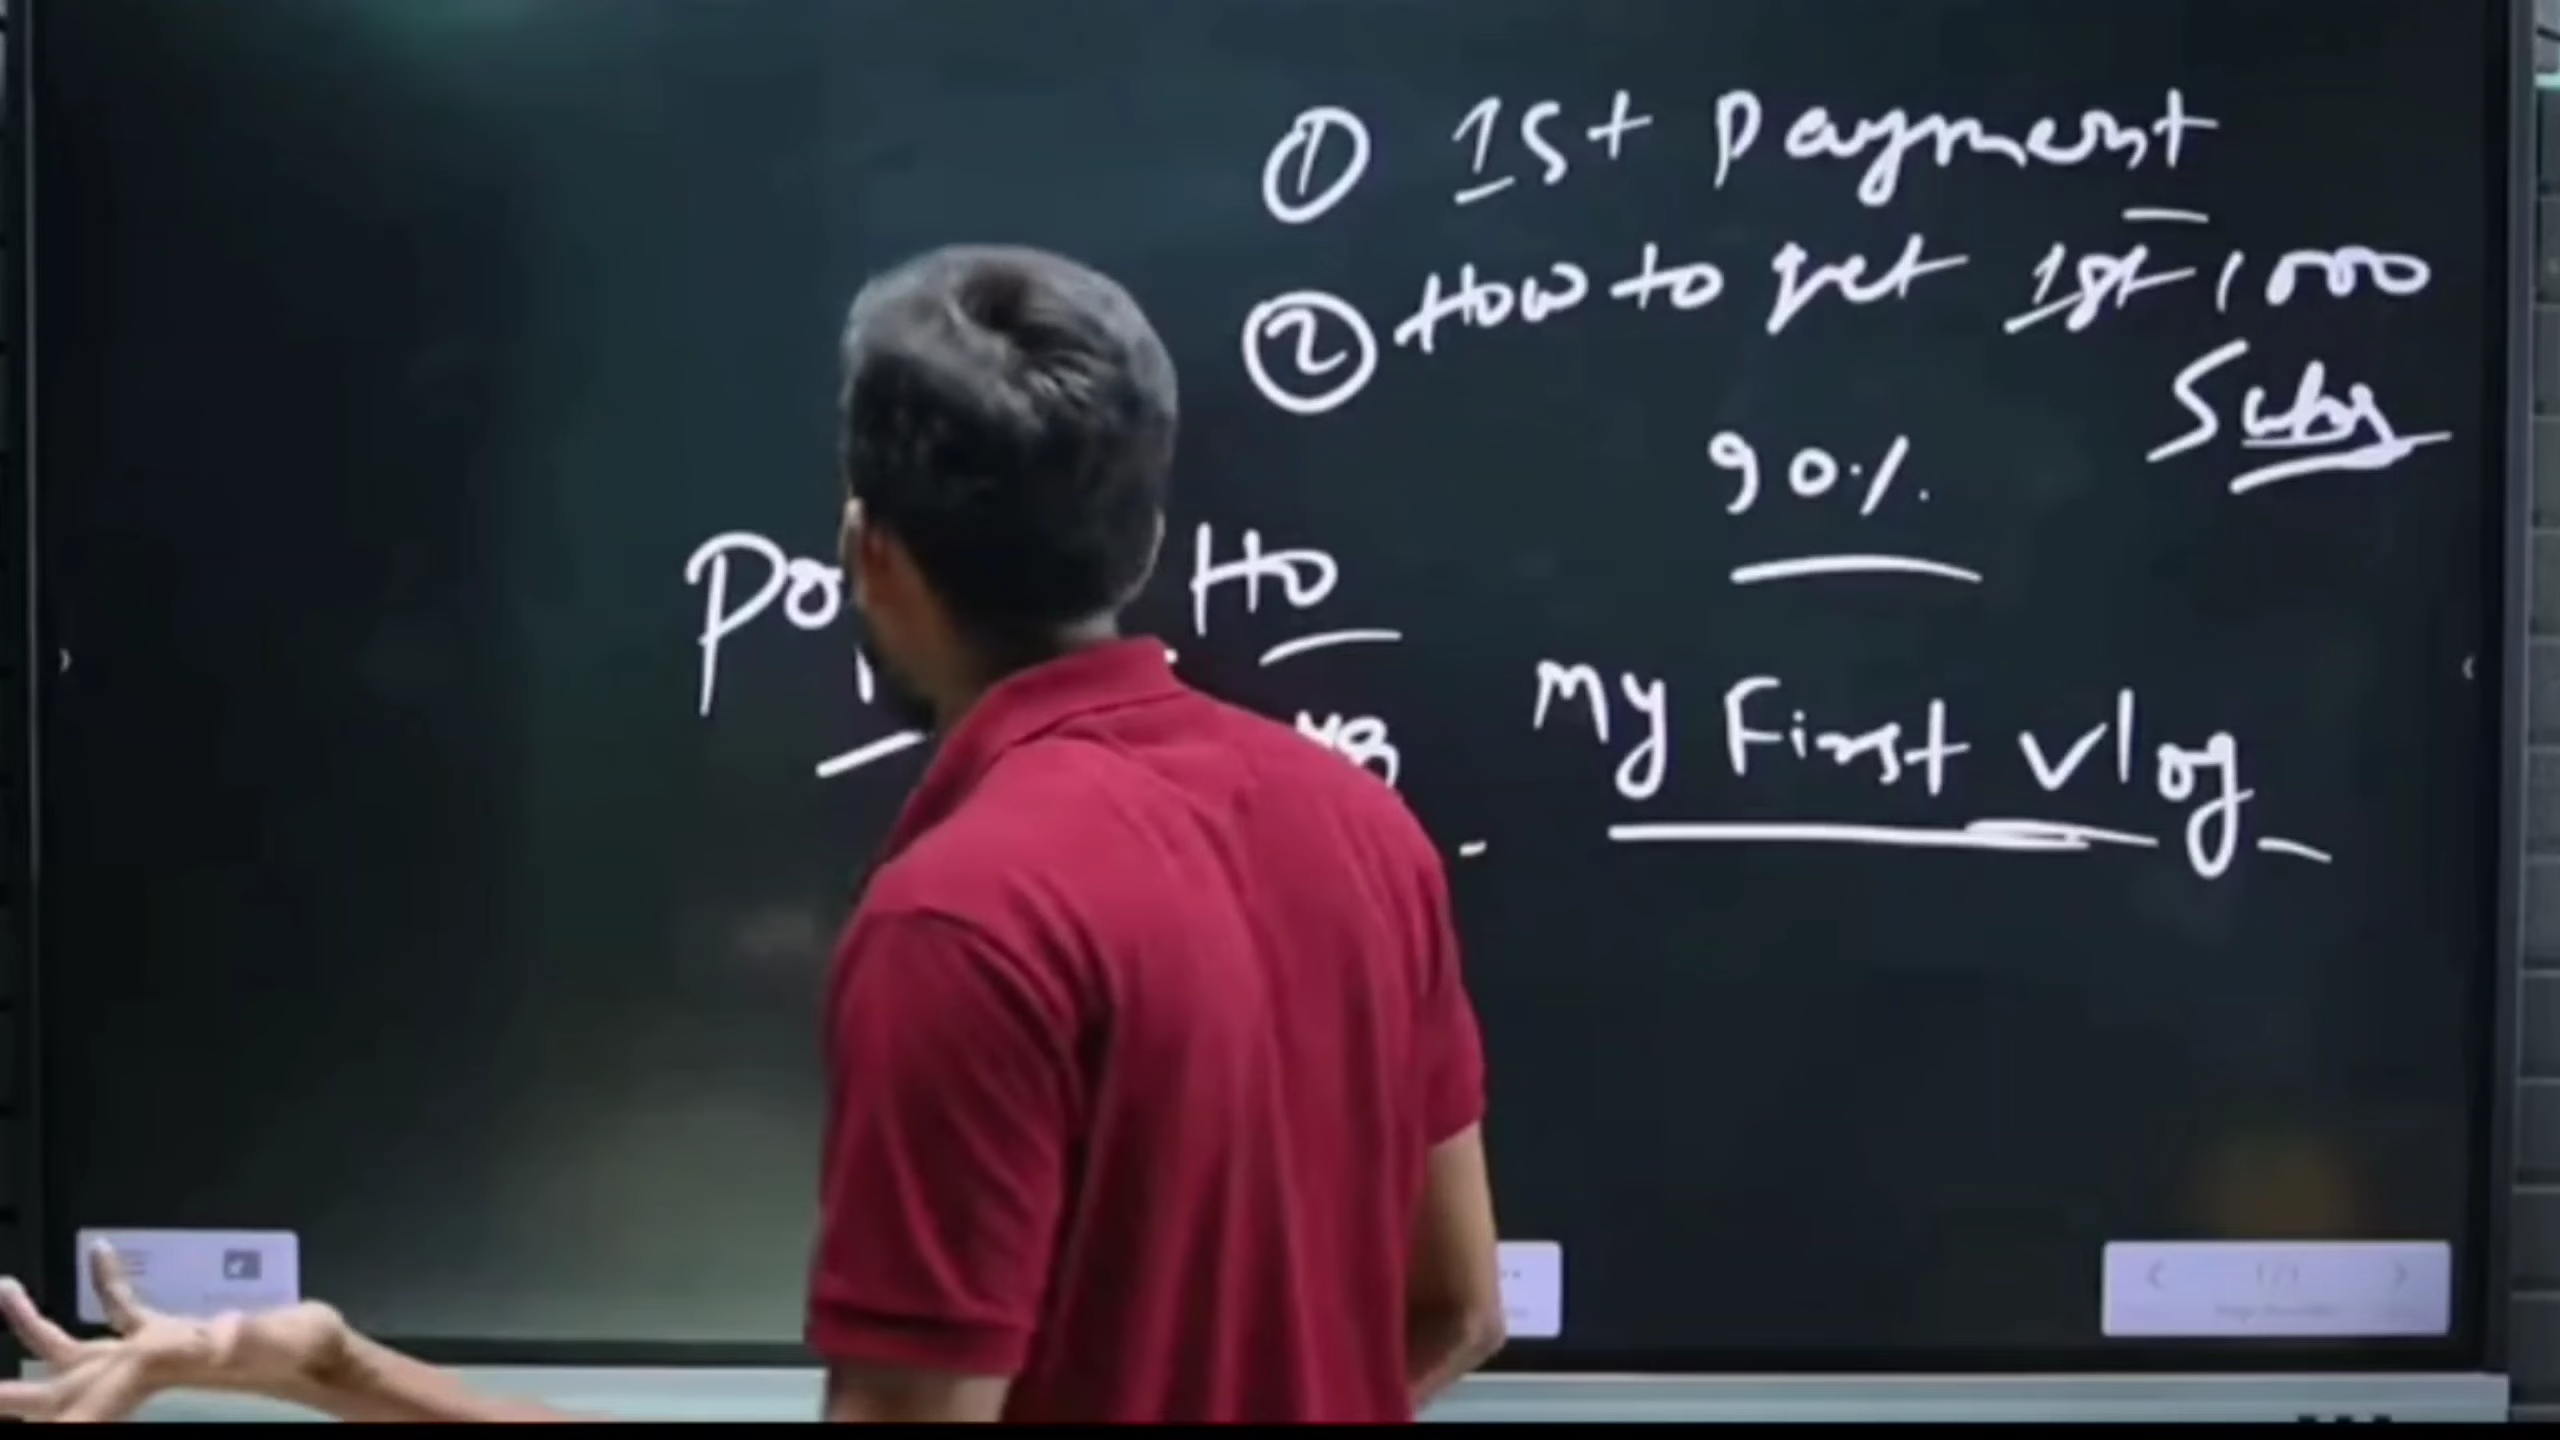 ① 1st Payment
② How to get 1st 1000
Subs
90%
Ho
My First Vlog